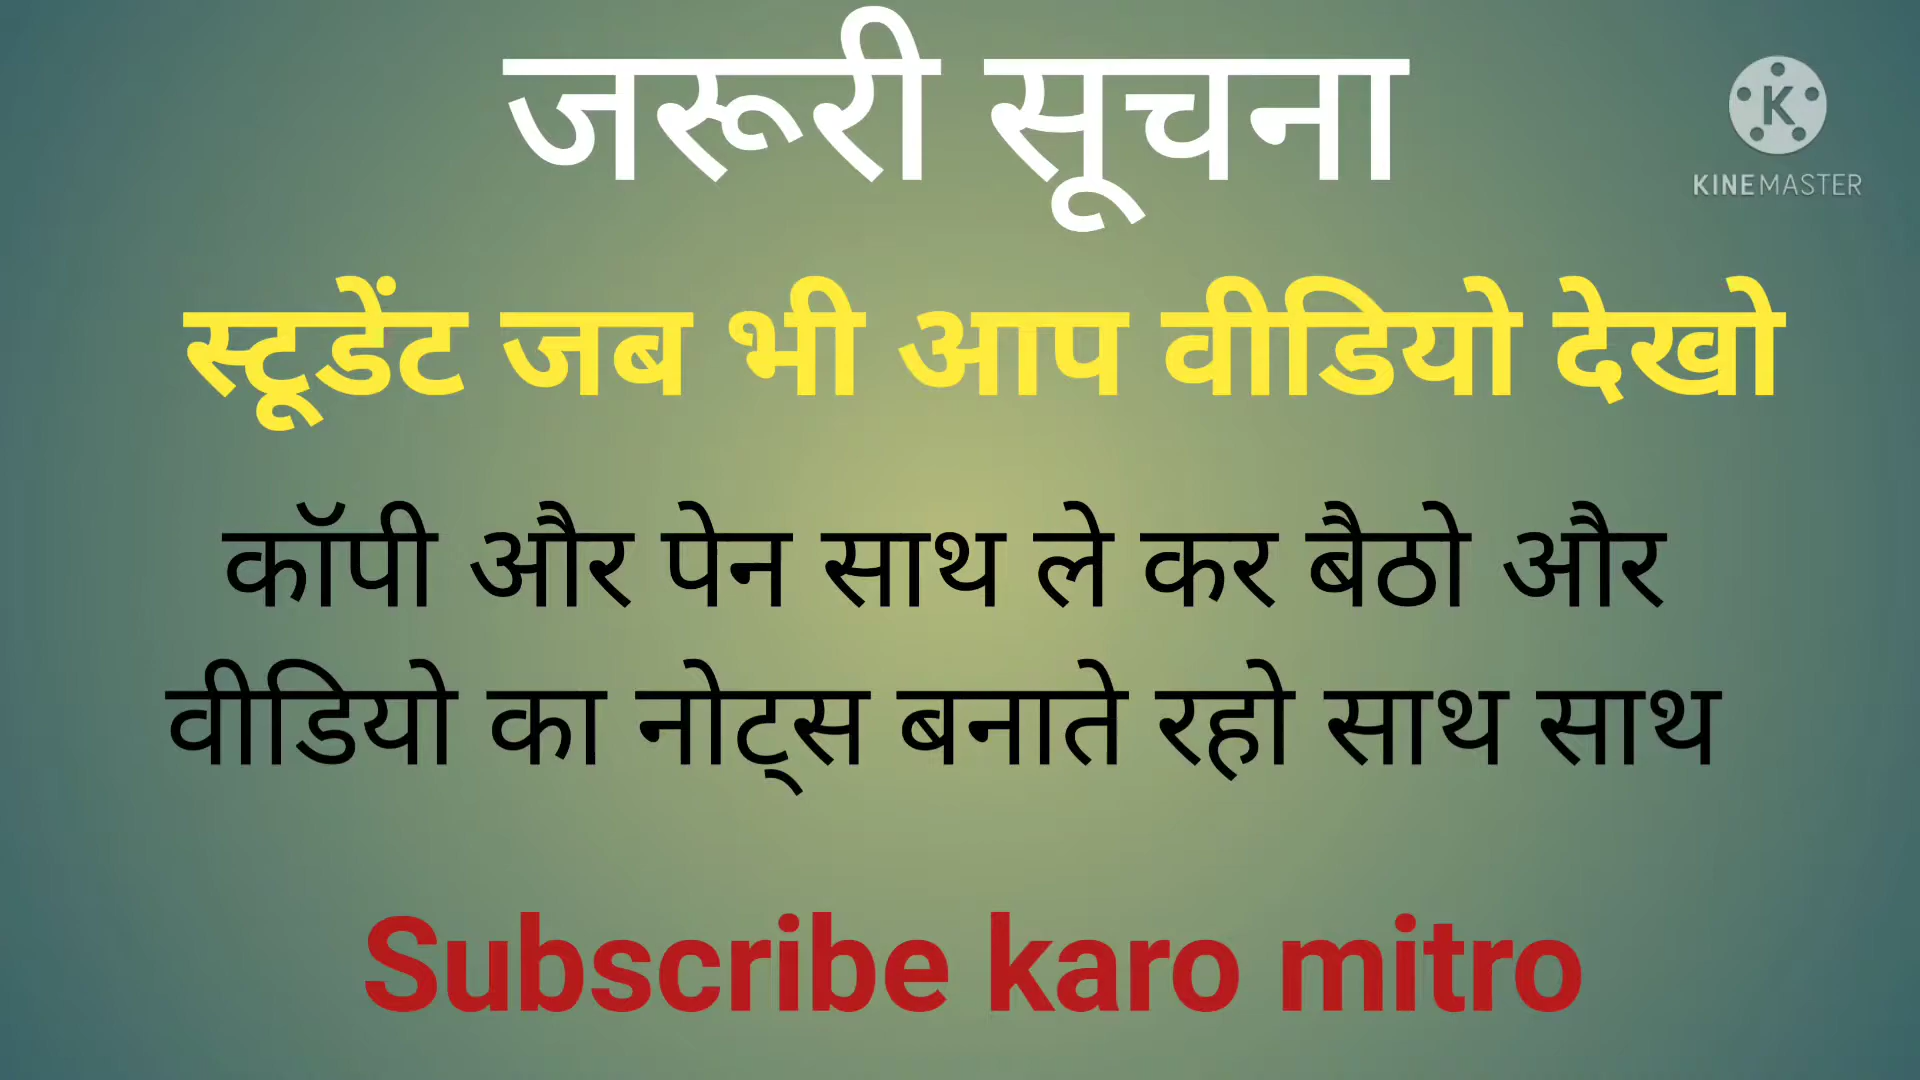 जरूरी सूचना
K
KINEMASTER
स्टूडेंट जब भी आप वीडियो देखो
कॉपी और पेन साथ ले कर बैठो और
वीडियो का नोट्स बनाते रहो साथ साथ
Subscribe karo mitro